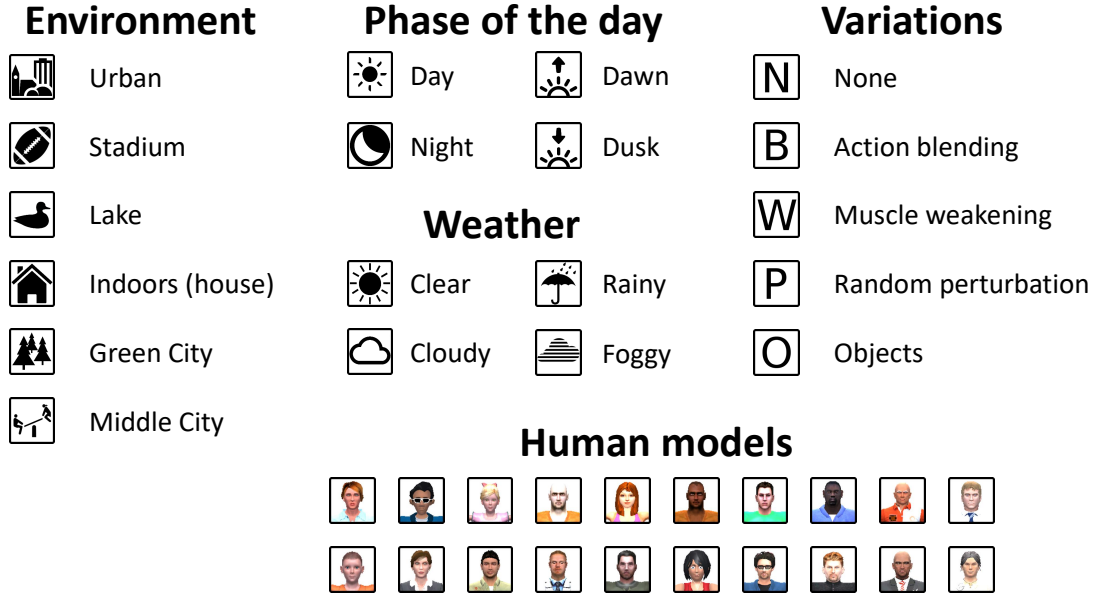 Environment
Urban
Stadium
Lake
Indoors (house)
Green City
Middle City
Phase of the day
Day
Dawn
Night
Dusk
Weather
Clear
Rainy
Cloudy
Foggy
Variations
N None
B Action blending
W Muscle weakening
P Random perturbation
O Objects
Human models